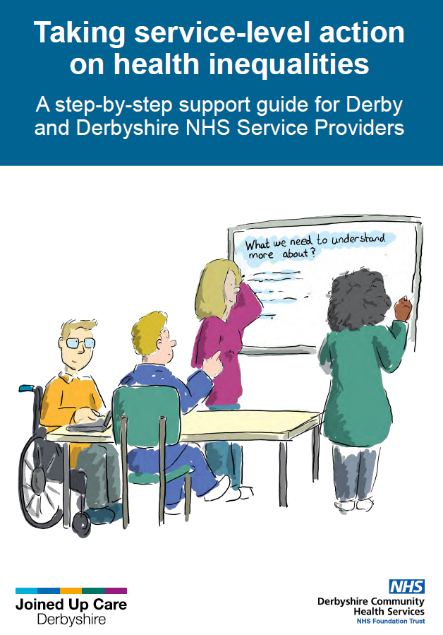 Taking service-level action
on health inequalities
A step-by-step support guide for Derby
and Derbyshire NHS Service Providers
What we need to understand
more about?
Joined Up Care
Derbyshire
NHS
Derbyshire Community
Health Services
NHS Foundation Trust